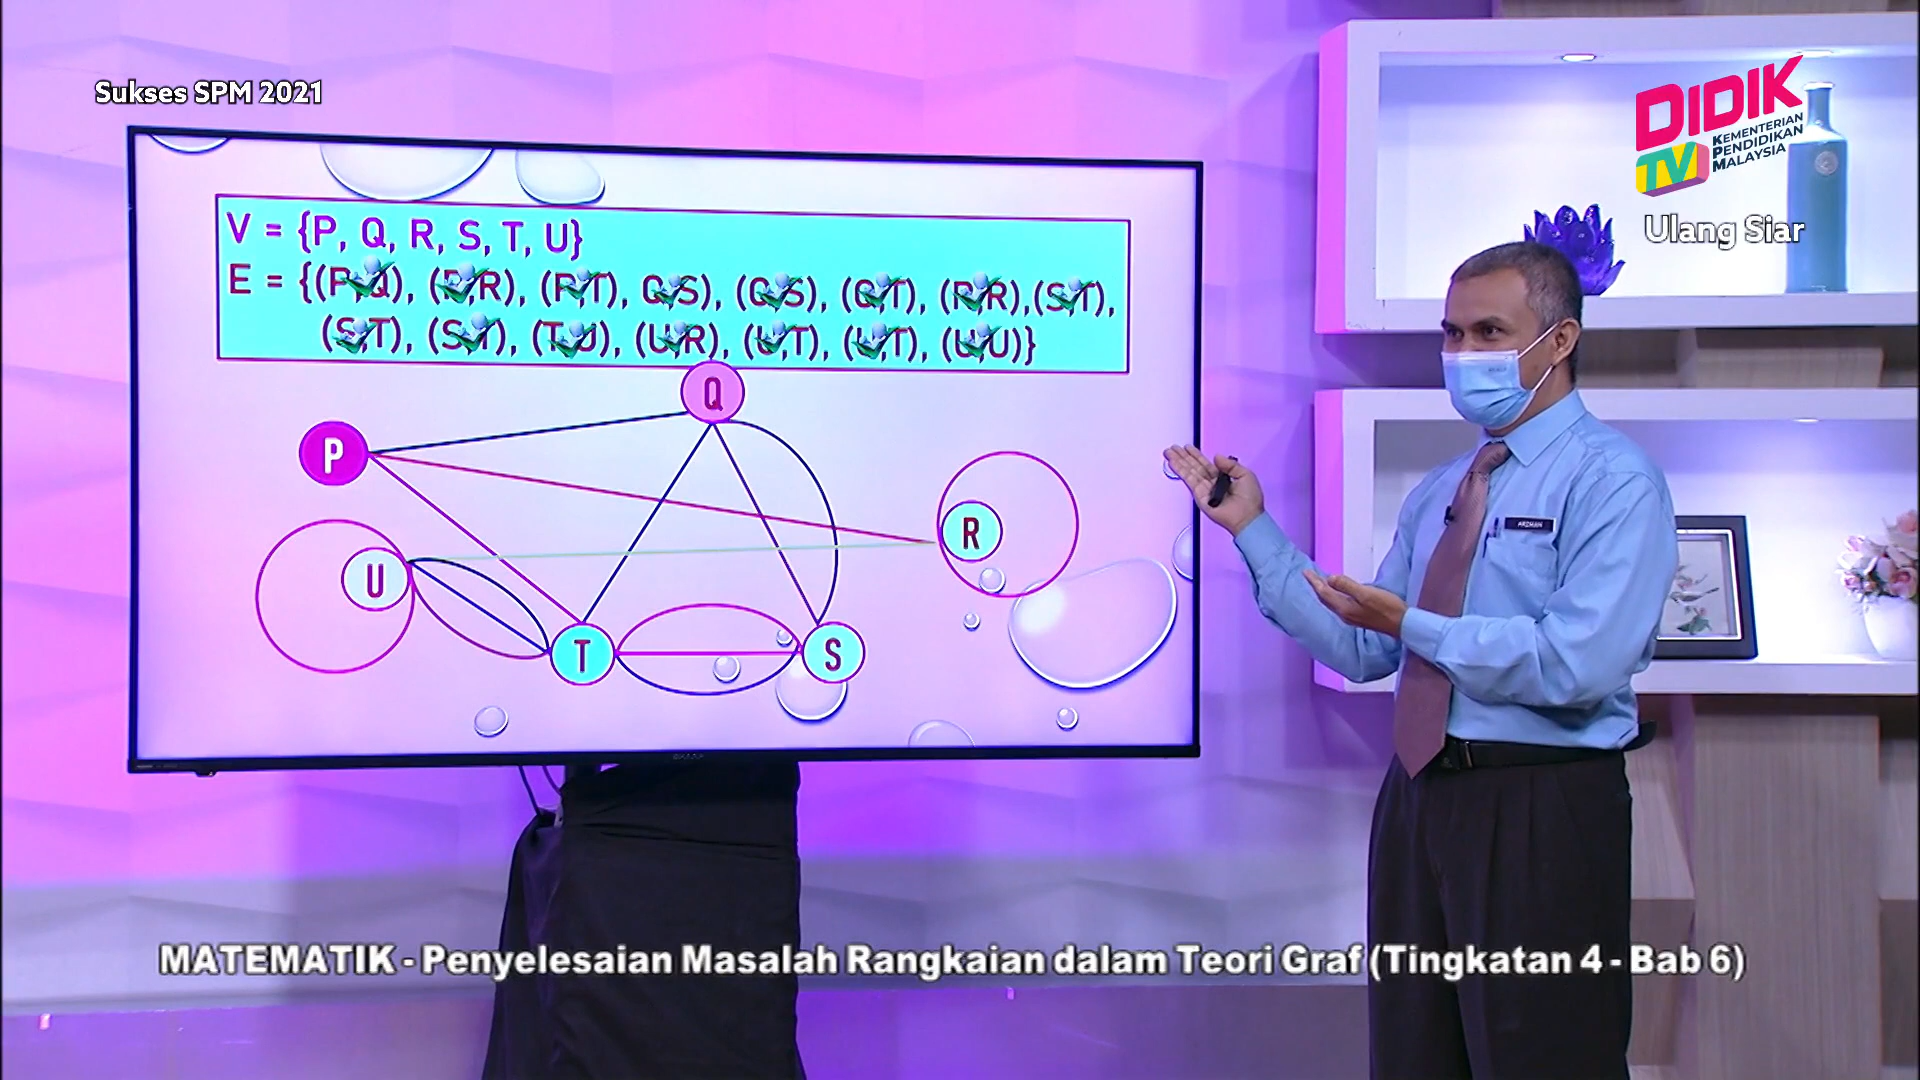 Sukses SPM 2021
DIDIK
TV
KEMENTERIAN
PENDIDIKAN
MALAYSIA
Ulang Siar
V = {P, Q, R, S, T, U}
E = {(P,Q), (P,R), (P,T), Q,S), (Q,S), (Q,T), (R,R),(S,T),
(S,T), (S,T), (T,U), (U,R), (U,T), (U,T), (U,U)}
Q
P
R
U
T
S
AZMAN
MATEMATIK - Penyelesaian Masalah Rangkaian dalam Teori Graf (Tingkatan 4 - Bab 6)